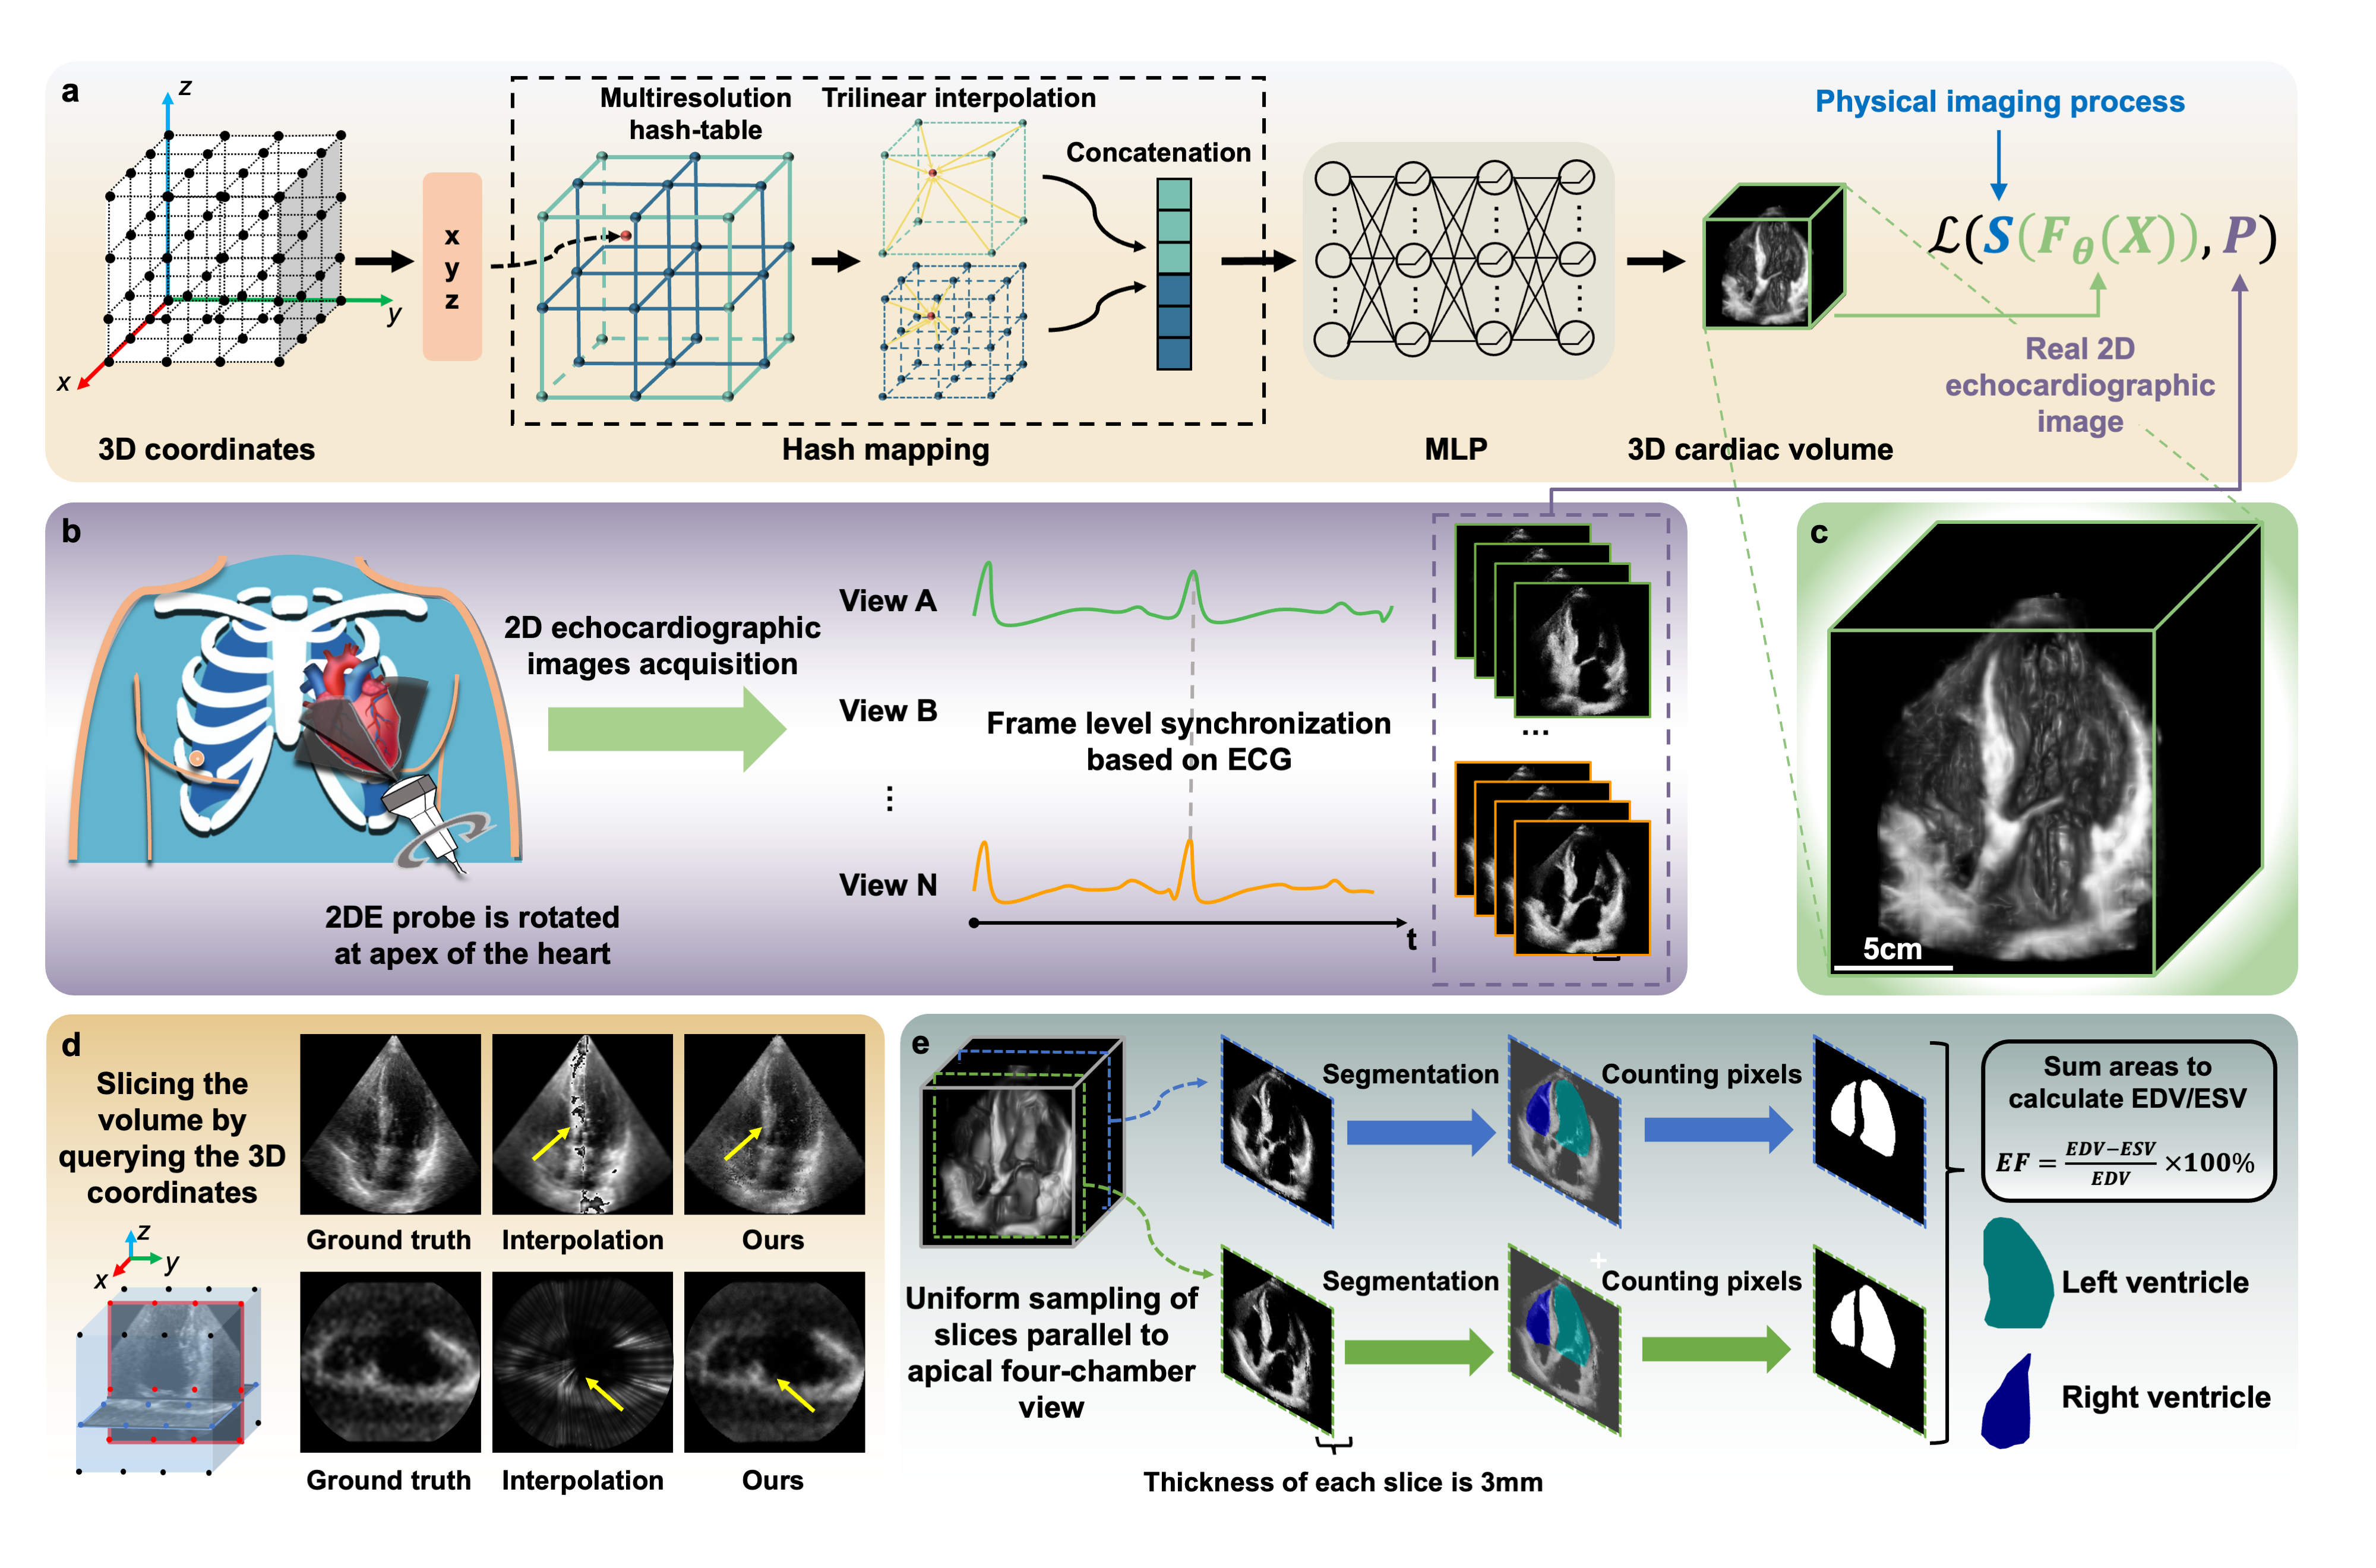 a
z
y
x
3D coordinates
x
y
z
Multiresolution
hash-table
Trilinear interpolation
Concatenation
Hash mapping
MLP
3D cardiac volume
Physical imaging process
ℒ(S(F_θ(X)), P)
Real 2D
echocardiographic
image
b
2DE probe is rotated
at apex of the heart
2D echocardiographic
images acquisition
View A
View B
⋮
View N
Frame level synchronization
based on ECG
t
...
c
5cm
d
Slicing the
volume by
querying the 3D
coordinates
z
y
x
Ground truth
Interpolation
Ours
Ground truth
Interpolation
Ours
e
Uniform sampling of
slices parallel to
apical four-chamber
view
Segmentation
Counting pixels
Segmentation
Counting pixels
Thickness of each slice is 3mm
Sum areas to
calculate EDV/ESV
EF = (EDV−ESV)/EDV ×100%
Left ventricle
Right ventricle